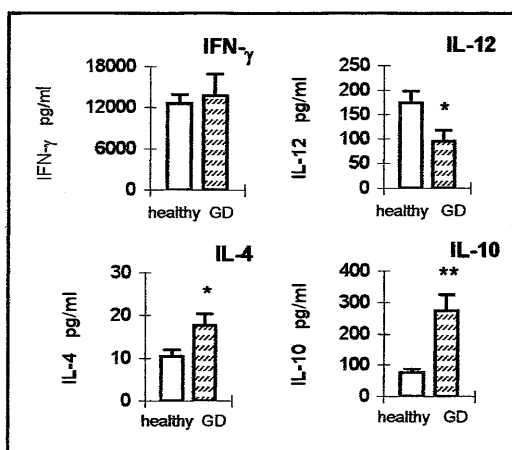 IFN-γ
IFN-γ pg/ml
18000
12000
6000
0
healthy GD
IL-12
IL-12 pg/ml
250
200
150
100
50
0
*
healthy GD
IL-4
IL-4 pg/ml
30
20
10
0
*
healthy GD
IL-10
IL-10 pg/ml
400
300
200
100
0
**
healthy GD